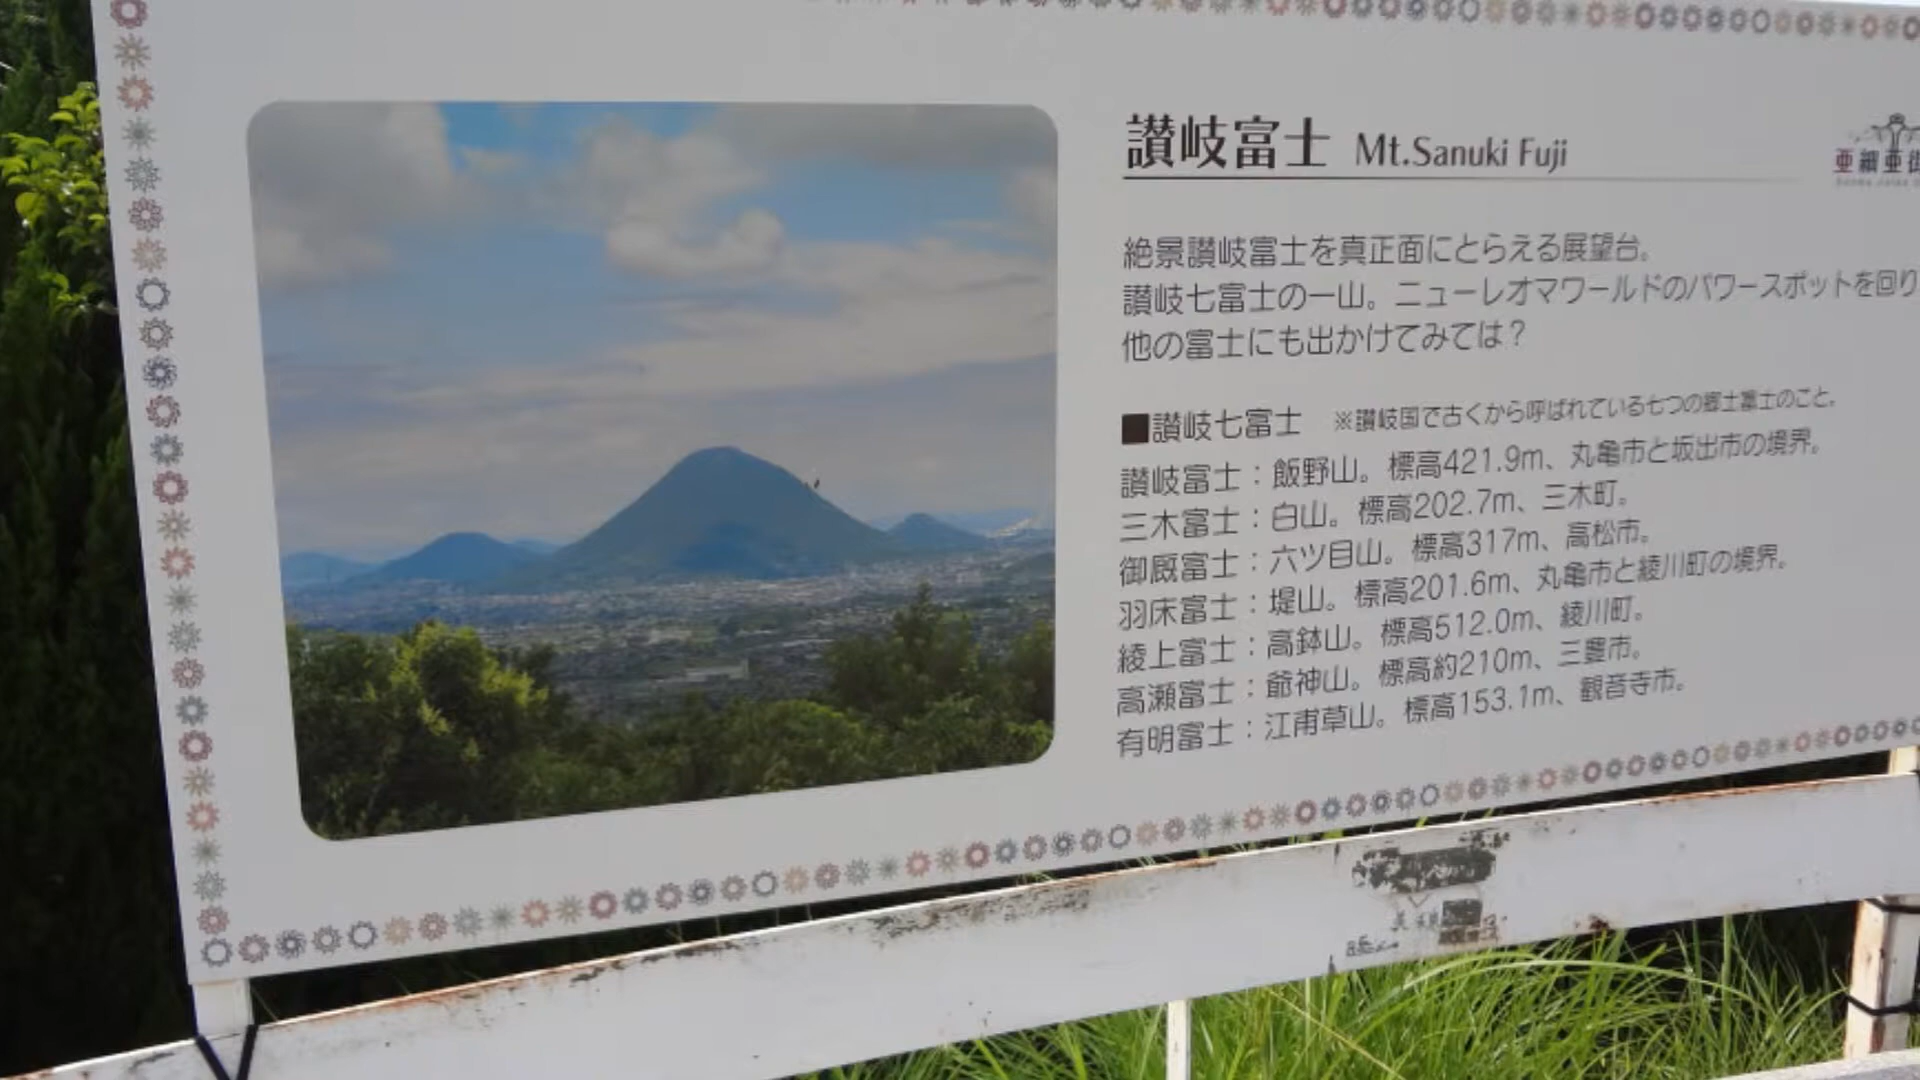 讃岐富士 Mt.Sanuki Fuji
亜細亜街
絶景讃岐富士を真正面にとらえる展望台。
讃岐七富士の一山。ニューレオマワールドのパワースポットを回り
他の富士にも出かけてみては？
■讃岐七富士 ※讃岐国で古くから呼ばれている七つの郷土富士のこと。
讃岐富士：飯野山。標高421.9m、丸亀市と坂出市の境界。
三木富士：白山。標高202.7m、三木町。
御厩富士：六ツ目山。標高317m、高松市。
羽床富士：堤山。標高201.6m、丸亀市と綾川町の境界。
綾上富士：高鉢山。標高512.0m、綾川町。
高瀬富士：爺神山。標高約210m、三豊市。
有明富士：江甫草山。標高153.1m、観音寺市。